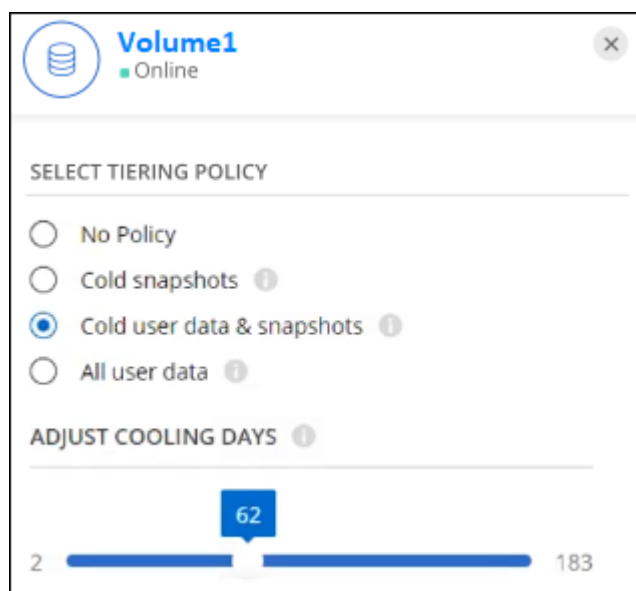 Volume1
Online
SELECT TIERING POLICY
No Policy
Cold snapshots
Cold user data & snapshots
All user data
ADJUST COOLING DAYS
62
2 183